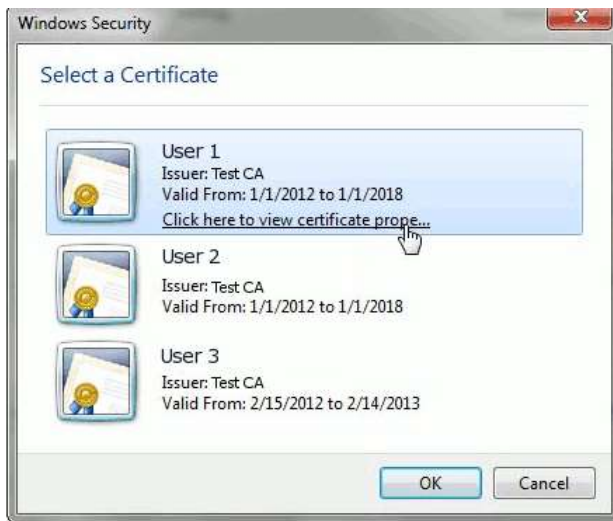 Windows Security
Select a Certificate
User 1
Issuer: Test CA
Valid From: 1/1/2012 to 1/1/2018
Click here to view certificate prope...
User 2
Issuer: Test CA
Valid From: 1/1/2012 to 1/1/2018
User 3
Issuer: Test CA
Valid From: 2/15/2012 to 2/14/2013
OK
Cancel